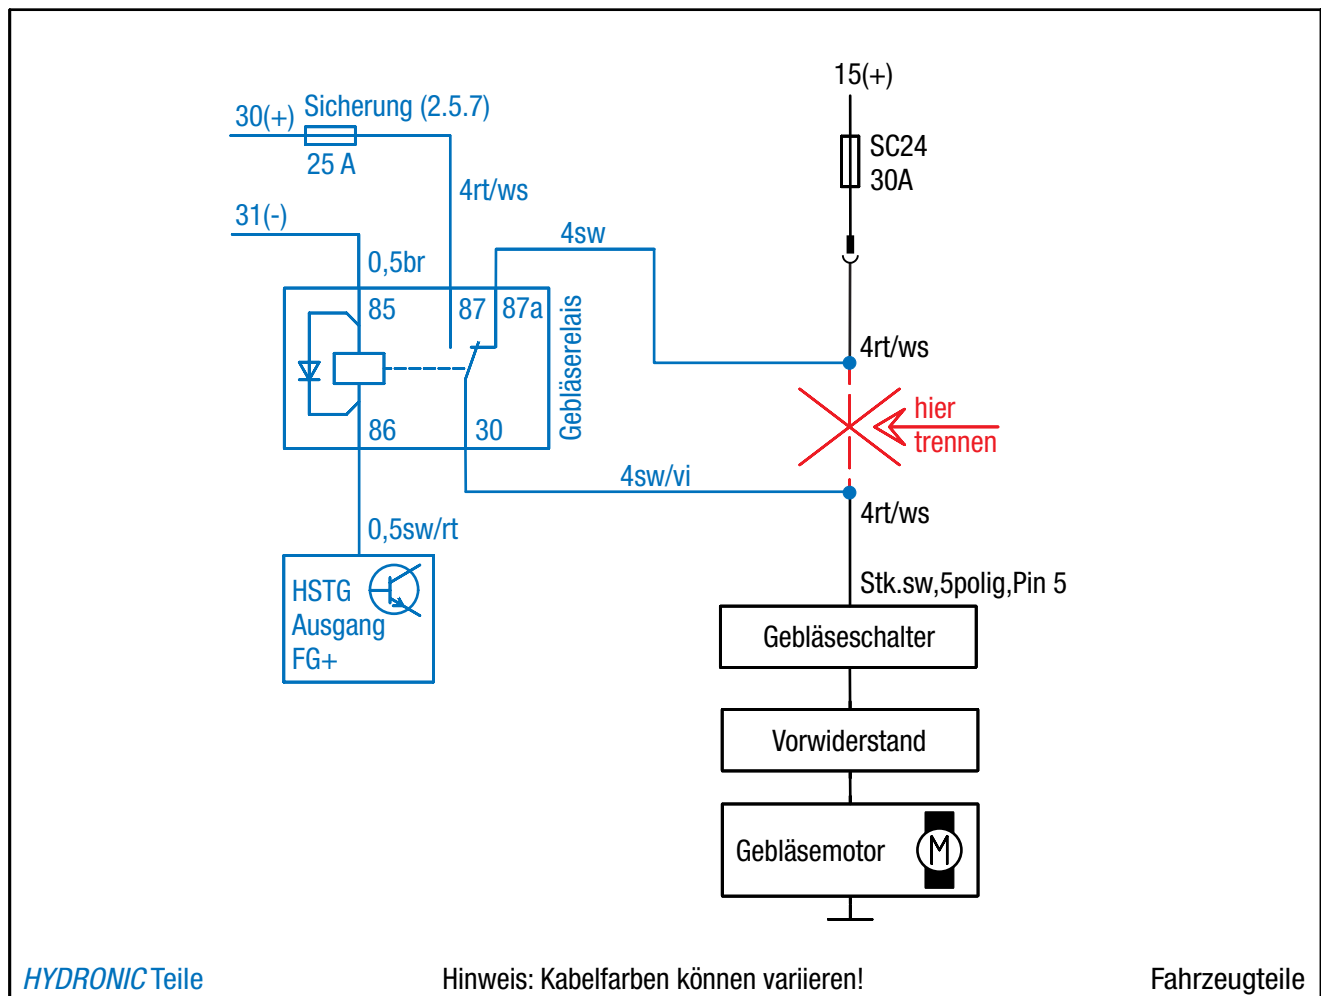 15(+)
Sicherung (2.5.7)
30(+)
25 A
SC24
30A
4rt/ws
31(-)
4sw
0,5br
85
87
87a
Gebläserelais
4rt/ws
hier
trennen
86
30
4sw/vi
4rt/ws
0,5sw/rt
HSTG
Ausgang
FG+
Stk.sw,5polig,Pin 5
Gebläseschalter
Vorwiderstand
Gebläsemotor
M
HYDRONIC Teile
Hinweis: Kabelfarben können variieren!
Fahrzeugteile